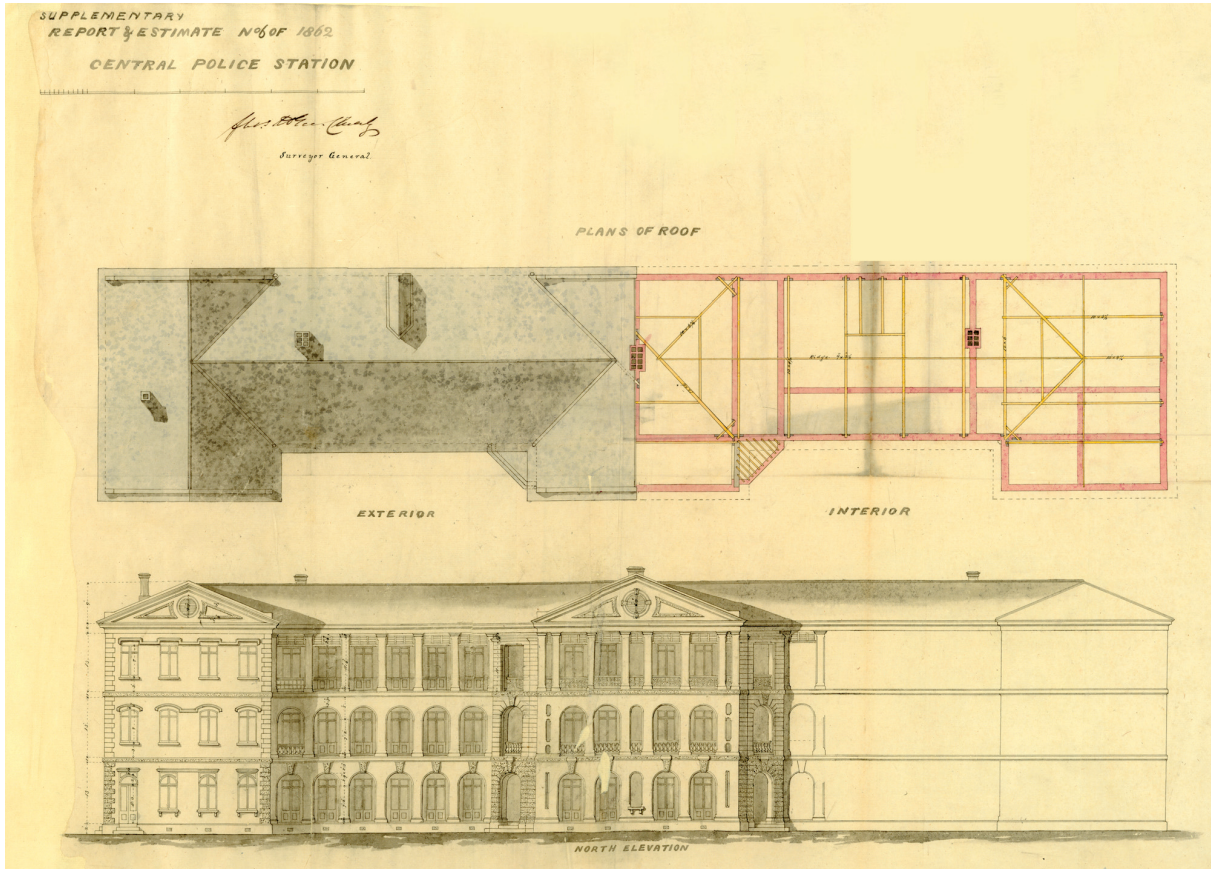 SUPPLEMENTARY
REPORT & ESTIMATE No 6 OF 1862
CENTRAL POLICE STATION
Surveyor General.
PLANS OF ROOF
EXTERIOR
INTERIOR
NORTH ELEVATION